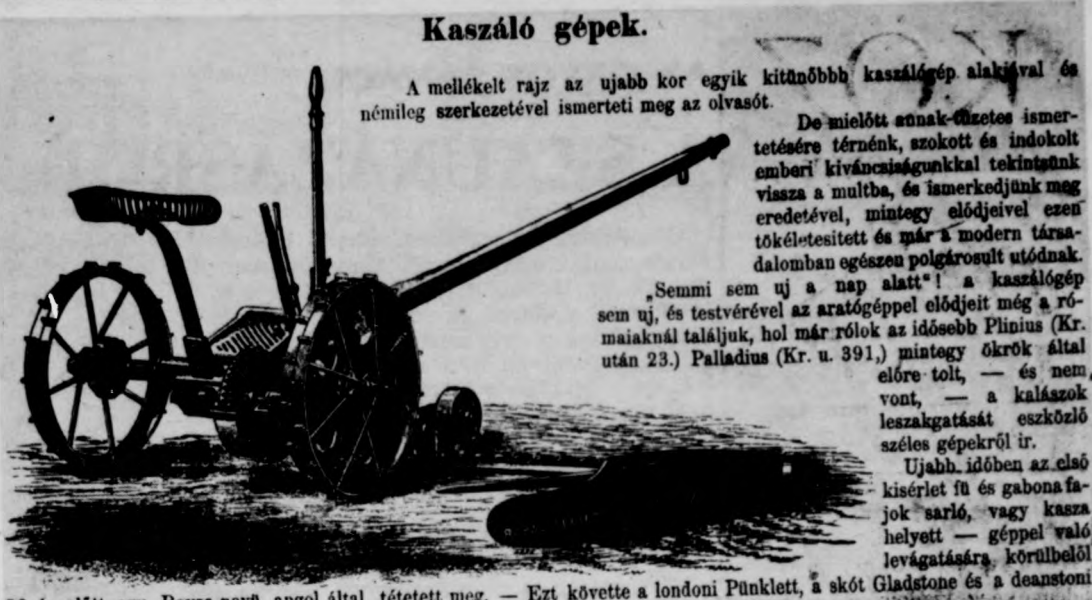 Kaszáló gépek.
A mellékelt rajz az ujabb kor egyik kitünőbbb kaszálógép alakjával és
némileg szerkezetével ismerteti meg az olvasót.
De mielőtt annak tüzetes ismer-
tetésére térnénk, szokott és indokolt
emberi kiváncsiságunkkal tekintsünk
vissza a multba, és ismerkedjünk meg
eredetével, mintegy elődjeivel ezen
tökéletesitett és már a modern társa-
dalomban egészen polgárosult utódnak.
„Semmi sem uj a nap alatt"! a kaszálógép
sem uj, és testvérével az aratógéppel elődjeit még a ró-
maiaknál találjuk, hol már rólok az idősebb Plinius (Kr.
után 23.) Palladius (Kr. u. 391,) mintegy ökrök által
előre tolt, — és nem,
vont, — a kalászok
leszakgatását eszközlő
széles gépekről ir.
Ujabb időben az első
kisérlet fü és gabona fa-
jok sarló, vagy kasza
helyett — géppel való
levágatására körülbelől
angol által tétetett meg. — Ezt követte a londoni Pünklett, a skót Gladstone és a deanstoni